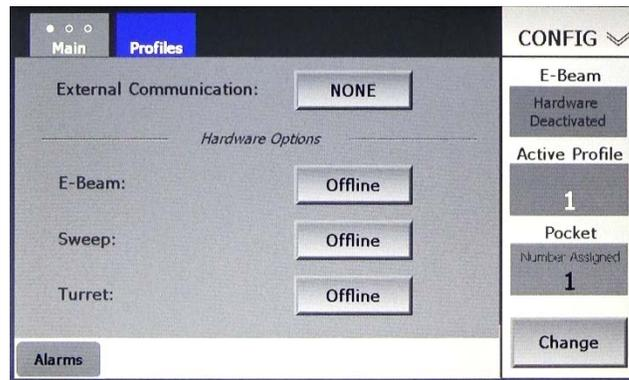 Main
Profiles
CONFIG
External Communication:
NONE
Hardware Options
E-Beam:
Offline
Sweep:
Offline
Turret:
Offline
Alarms
E-Beam
Hardware
Deactivated
Active Profile
1
Pocket
Number Assigned
1
Change